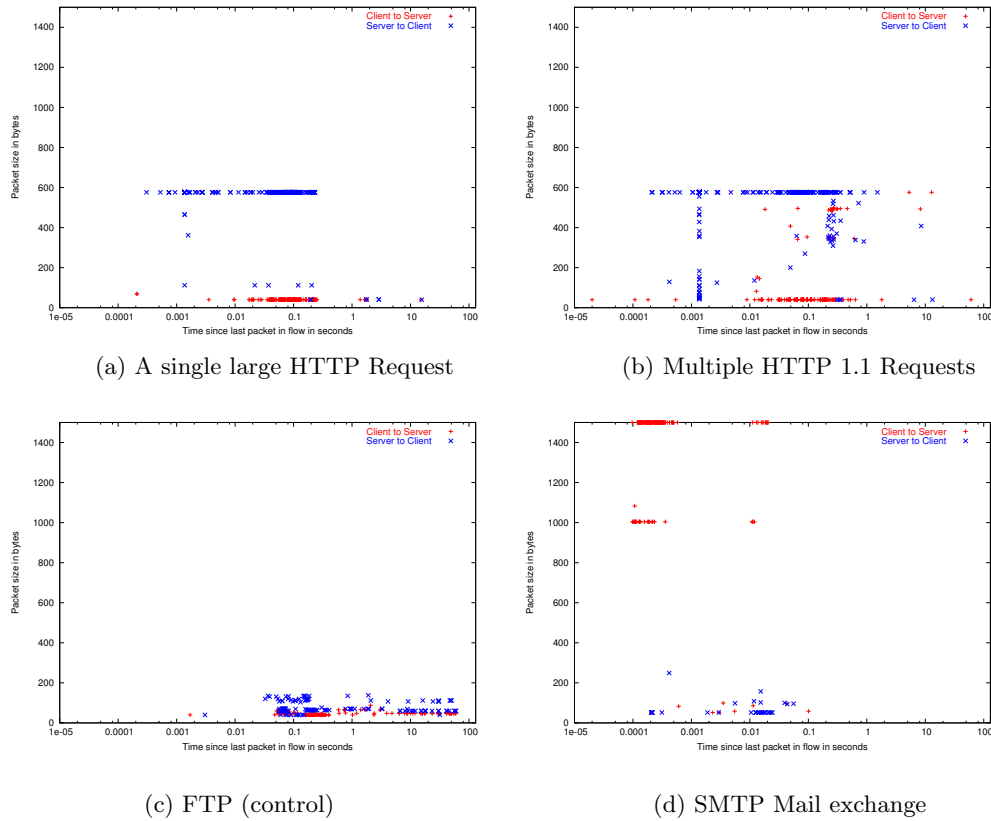 Client to Server
Server to Client
1400
1200
1000
800
600
400
200
0
Packet size in bytes
1e-05 0.0001 0.001 0.01 0.1 1 10 100
Time since last packet in flow in seconds
(a) A single large HTTP Request
Client to Server
Server to Client
1400
1200
1000
800
600
400
200
0
Packet size in bytes
1e-05 0.0001 0.001 0.01 0.1 1 10 100
Time since last packet in flow in seconds
(b) Multiple HTTP 1.1 Requests
Client to Server
Server to Client
1400
1200
1000
800
600
400
200
0
Packet size in bytes
1e-05 0.0001 0.001 0.01 0.1 1 10 100
Time since last packet in flow in seconds
(c) FTP (control)
Client to Server
Server to Client
1400
1200
1000
800
600
400
200
0
Packet size in bytes
1e-05 0.0001 0.001 0.01 0.1 1 10 100
Time since last packet in flow in seconds
(d) SMTP Mail exchange